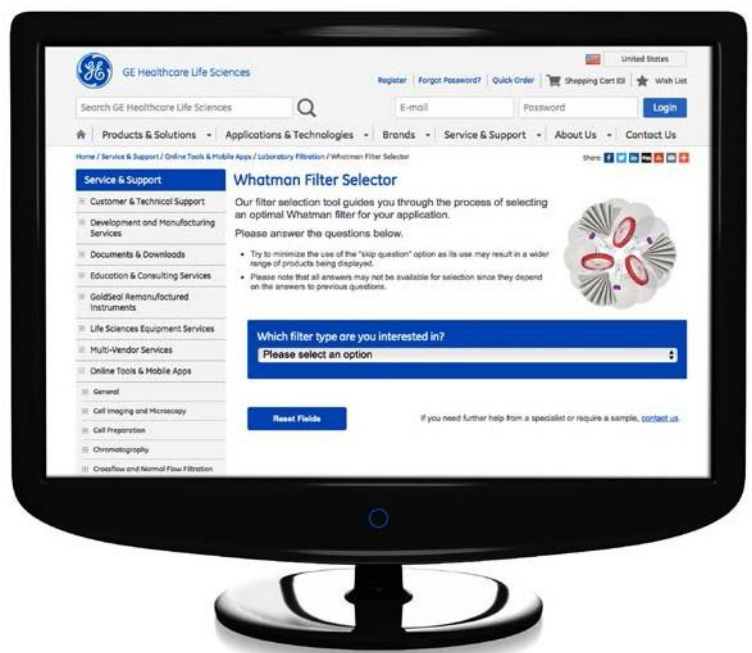 United States
GE Healthcare Life Sciences
Register Forgot Password? Quick Order Shopping Cart (0) Wish List
Search GE Healthcare Life Sciences E-mail Password Login
Products & Solutions Applications & Technologies Brands Service & Support About Us Contact Us
Home / Service & Support / Online Tools & Mobile Apps / Laboratory Filtration / Whatman Filter Selector Share:
Service & Support
Customer & Technical Support
Development and Manufacturing
Services
Documents & Downloads
Education & Consulting Services
GoldSeal Remanufactured
Instruments
Life Sciences Equipment Services
Multi-Vendor Services
Online Tools & Mobile Apps
General
Cell Imaging and Microscopy
Cell Preparation
Chromatography
Crossflow and Normal Flow Filtration
Whatman Filter Selector
Our filter selection tool guides you through the process of selecting
an optimal Whatman filter for your application.
Please answer the questions below.
Try to minimize the use of the "skip question" option as its use may result in a wider
range of products being displayed.
Please note that all answers may not be available for selection since they depend
on the answers to previous questions.
Which filter type are you interested in?
Please select an option
Reset Fields
If you need further help from a specialist or require a sample, contact us.